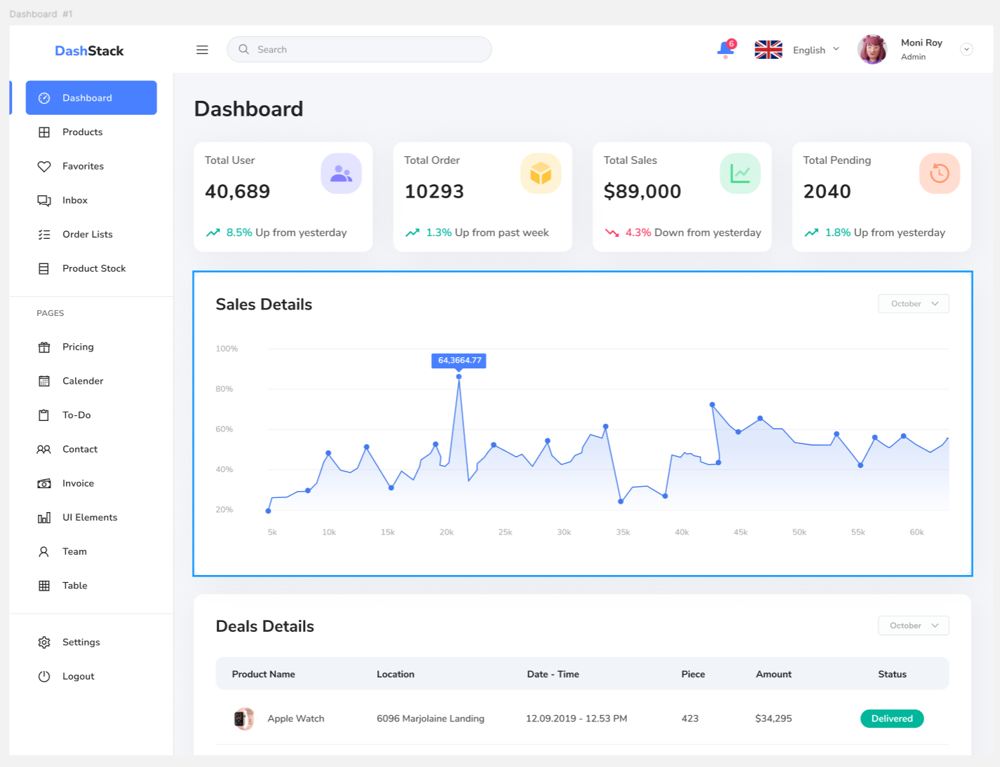 Dashboard #1
DashStack
Search
6
English
Moni Roy
Admin
Dashboard
Products
Favorites
Inbox
Order Lists
Product Stock
PAGES
Pricing
Calender
To-Do
Contact
Invoice
UI Elements
Team
Table
Settings
Logout
Dashboard
Total User
40,689
8.5% Up from yesterday
Total Order
10293
1.3% Up from past week
Total Sales
$89,000
4.3% Down from yesterday
Total Pending
2040
1.8% Up from yesterday
Sales Details
October
100%
80%
60%
40%
20%
64,3664.77
5k 10k 15k 20k 25k 30k 35k 40k 45k 50k 55k 60k
Deals Details
October
Product Name Location Date - Time Piece Amount Status
Apple Watch 6096 Marjolaine Landing 12.09.2019 - 12.53 PM 423 $34,295 Delivered